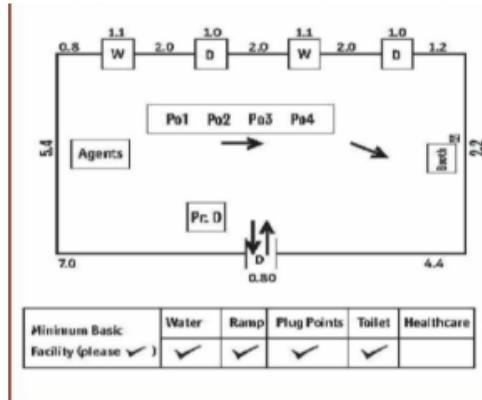 1.1 1.0 1.1 1.0
0.8 W 2.0 D 2.0 W 2.0 D 1.2
Po1 Po2 Po3 Po4
5.4 Agents Booth 2.2
Pr. D
D
7.0 0.80 4.4
Minimum Basic Facility (please ✓) Water Ramp Plug Points Toilet Healthcare
✓ ✓ ✓ ✓